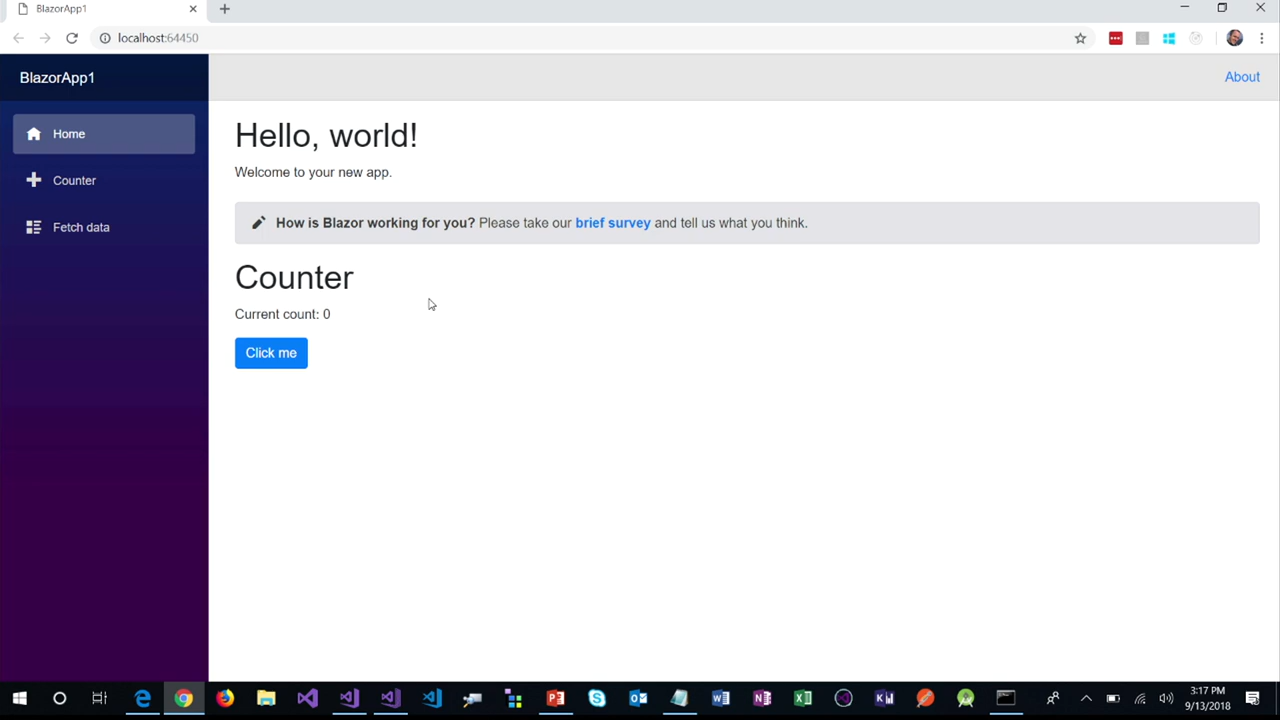 BlazorApp1
localhost:64450
BlazorApp1
About
Home
Counter
Fetch data
Hello, world!
Welcome to your new app.
How is Blazor working for you? Please take our brief survey and tell us what you think.
Counter
Current count: 0
Click me
3:17 PM
9/13/2018